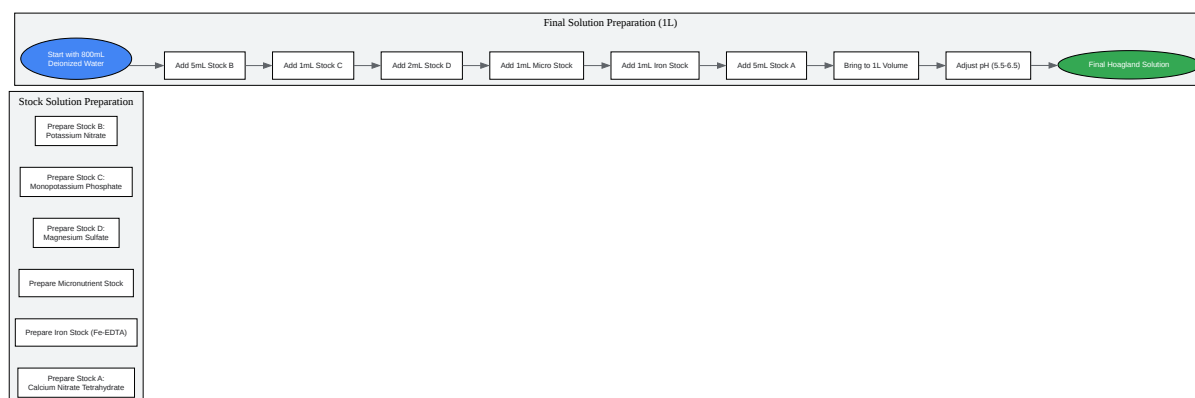 Final Solution Preparation (1L)
Start with 800mL
Deionized Water
Add 5mL Stock B
Add 1mL Stock C
Add 2mL Stock D
Add 1mL Micro Stock
Add 1mL Iron Stock
Add 5mL Stock A
Bring to 1L Volume
Adjust pH (5.5-6.5)
Final Hoagland Solution
Stock Solution Preparation
Prepare Stock B:
Potassium Nitrate
Prepare Stock C:
Monopotassium Phosphate
Prepare Stock D:
Magnesium Sulfate
Prepare Micronutrient Stock
Prepare Iron Stock (Fe-EDTA)
Prepare Stock A:
Calcium Nitrate Tetrahydrate